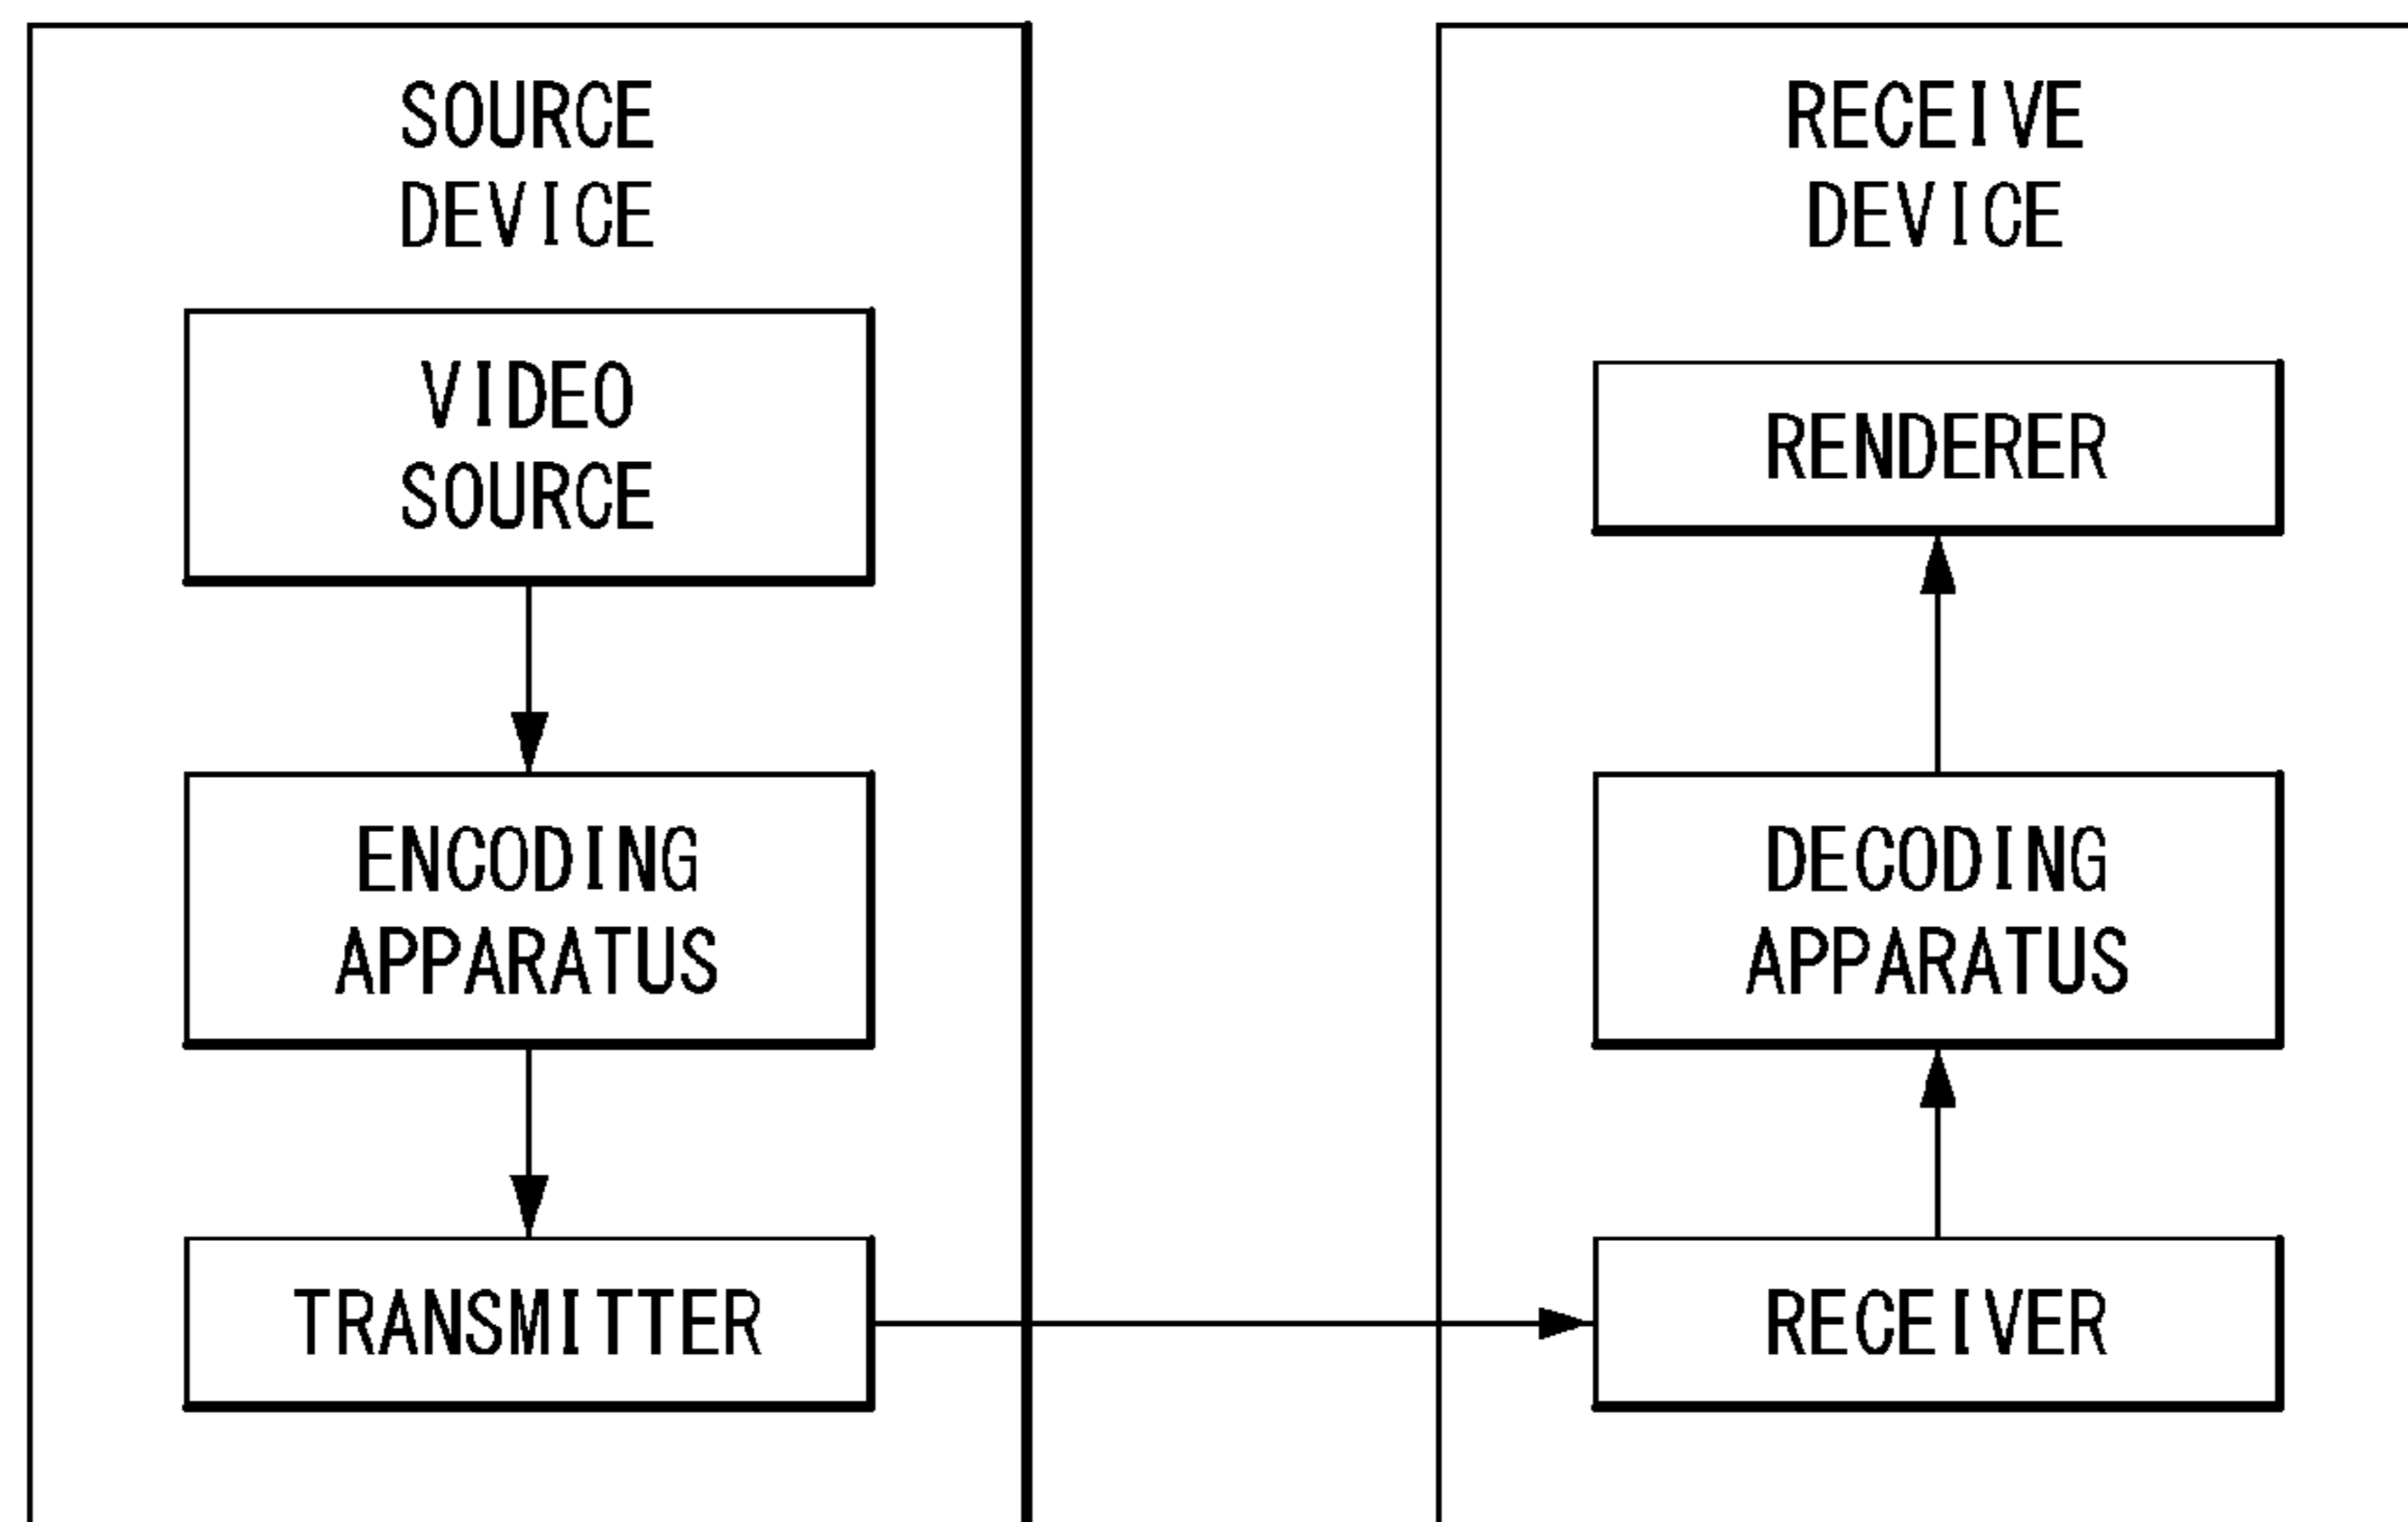 SOURCE
DEVICE
VIDEO
SOURCE
ENCODING
APPARATUS
TRANSMITTER
RECEIVE
DEVICE
RENDERER
DECODING
APPARATUS
RECEIVER